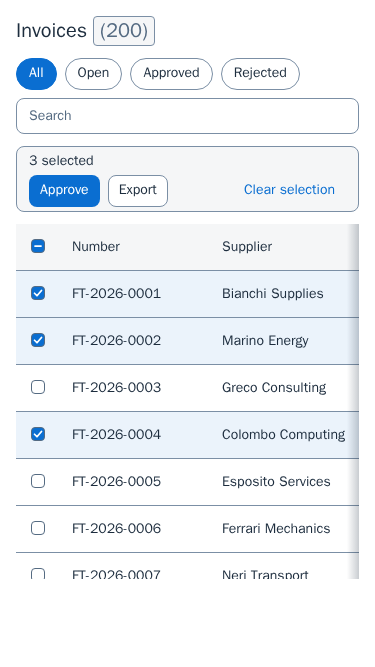 Invoices (200)
All Open Approved Rejected
Search
3 selected
Approve Export Clear selection
Number Supplier
FT-2026-0001 Bianchi Supplies
FT-2026-0002 Marino Energy
FT-2026-0003 Greco Consulting
FT-2026-0004 Colombo Computing
FT-2026-0005 Esposito Services
FT-2026-0006 Ferrari Mechanics
FT-2026-0007 Neri Transport